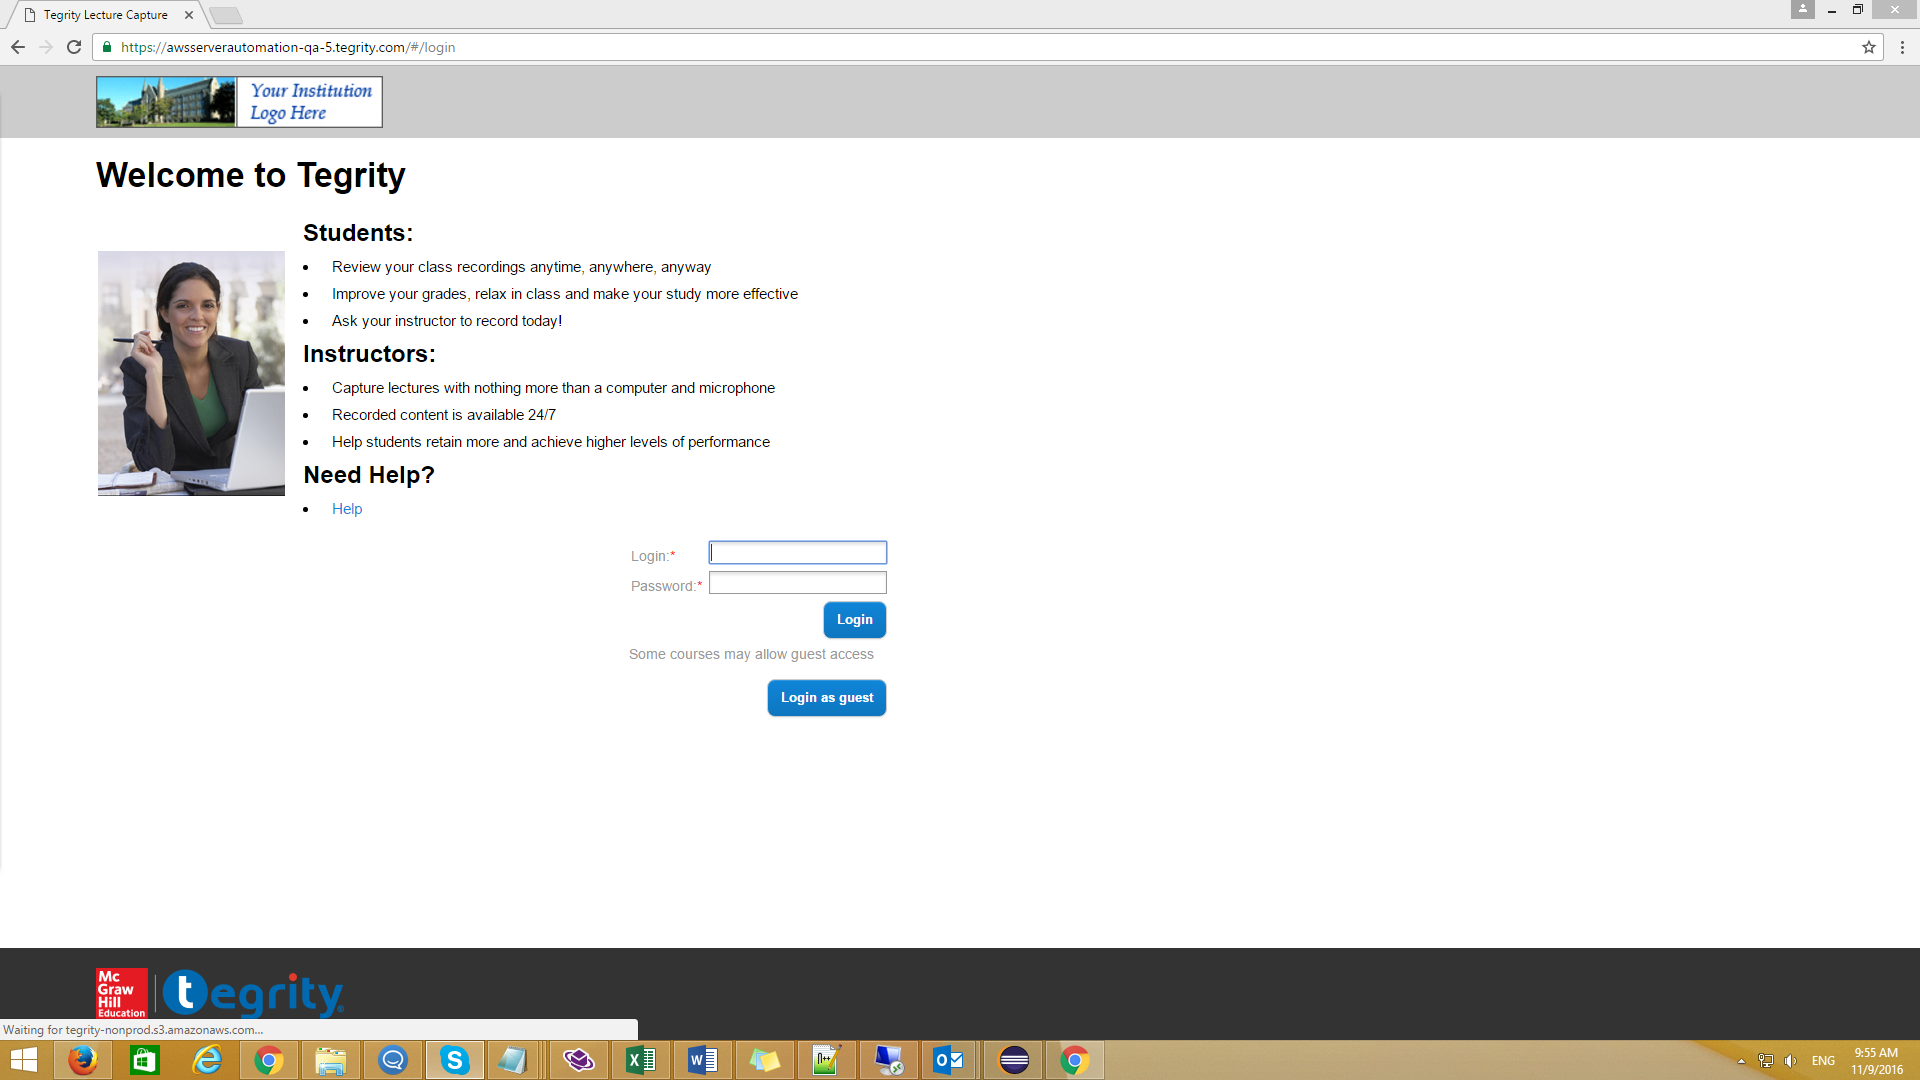 Tegrity Lecture Capture
https://awsserverautomation-qa-5.tegrity.com/#/login
Your Institution
Logo Here
Welcome to Tegrity
Students:
Review your class recordings anytime, anywhere, anyway
Improve your grades, relax in class and make your study more effective
Ask your instructor to record today!
Instructors:
Capture lectures with nothing more than a computer and microphone
Recorded content is available 24/7
Help students retain more and achieve higher levels of performance
Need Help?
Help
Login:*
Password:*
Login
Some courses may allow guest access
Login as guest
Mc
Graw
Hill
Education
tegrity
Waiting for tegrity-nonprod.s3.amazonaws.com...
ENG
9:55 AM
11/9/2016